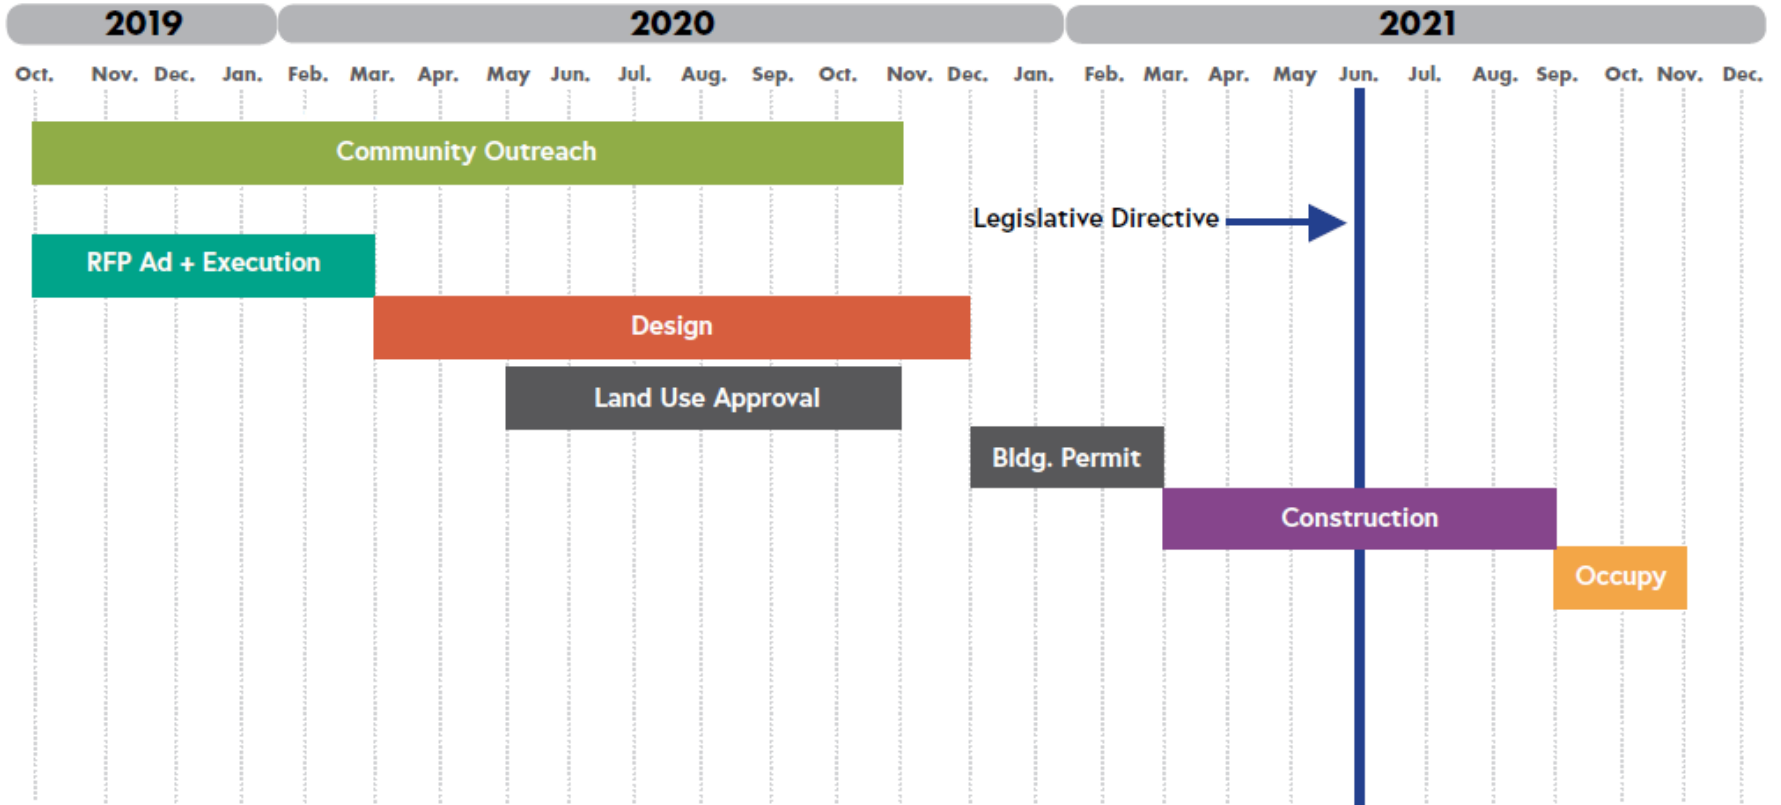 2019 2020 2021
Oct. Nov. Dec. Jan. Feb. Mar. Apr. May Jun. Jul. Aug. Sep. Oct. Nov. Dec. Jan. Feb. Mar. Apr. May Jun. Jul. Aug. Sep. Oct. Nov. Dec.
Community Outreach
Legislative Directive
RFP Ad + Execution
Design
Land Use Approval
Bldg. Permit
Construction
Occupy